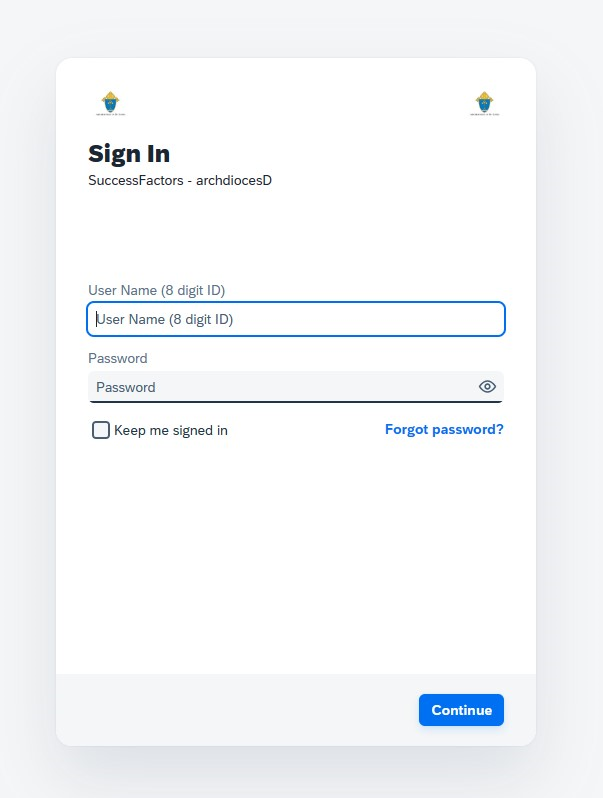 Sign In
SuccessFactors - archdiocesD
User Name (8 digit ID)
User Name (8 digit ID)
Password
Password
Keep me signed in
Forgot password?
Continue